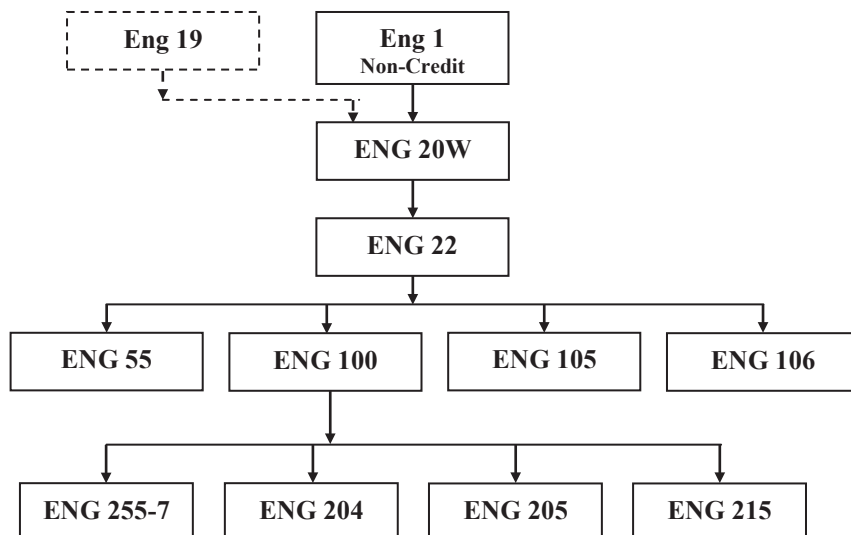 Eng 19
Eng 1
Non-Credit
ENG 20W
ENG 22
ENG 55
ENG 100
ENG 105
ENG 106
ENG 255-7
ENG 204
ENG 205
ENG 215